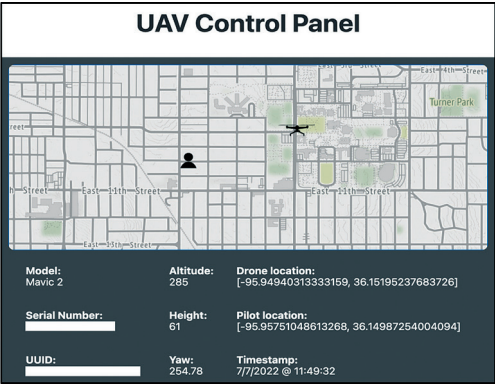 UAV Control Panel
East 4th Street
Turner Park
reet
h Street
East 11th Street
East 11th Street
East 15th Street
Model:
Mavic 2
Altitude:
285
Drone location:
[-95.94940313333159, 36.15195237683726]
Serial Number:
Height:
61
Pilot location:
[-95.95751048613268, 36.14987254004094]
UUID:
Yaw:
254.78
Timestamp:
7/7/2022 @ 11:49:32